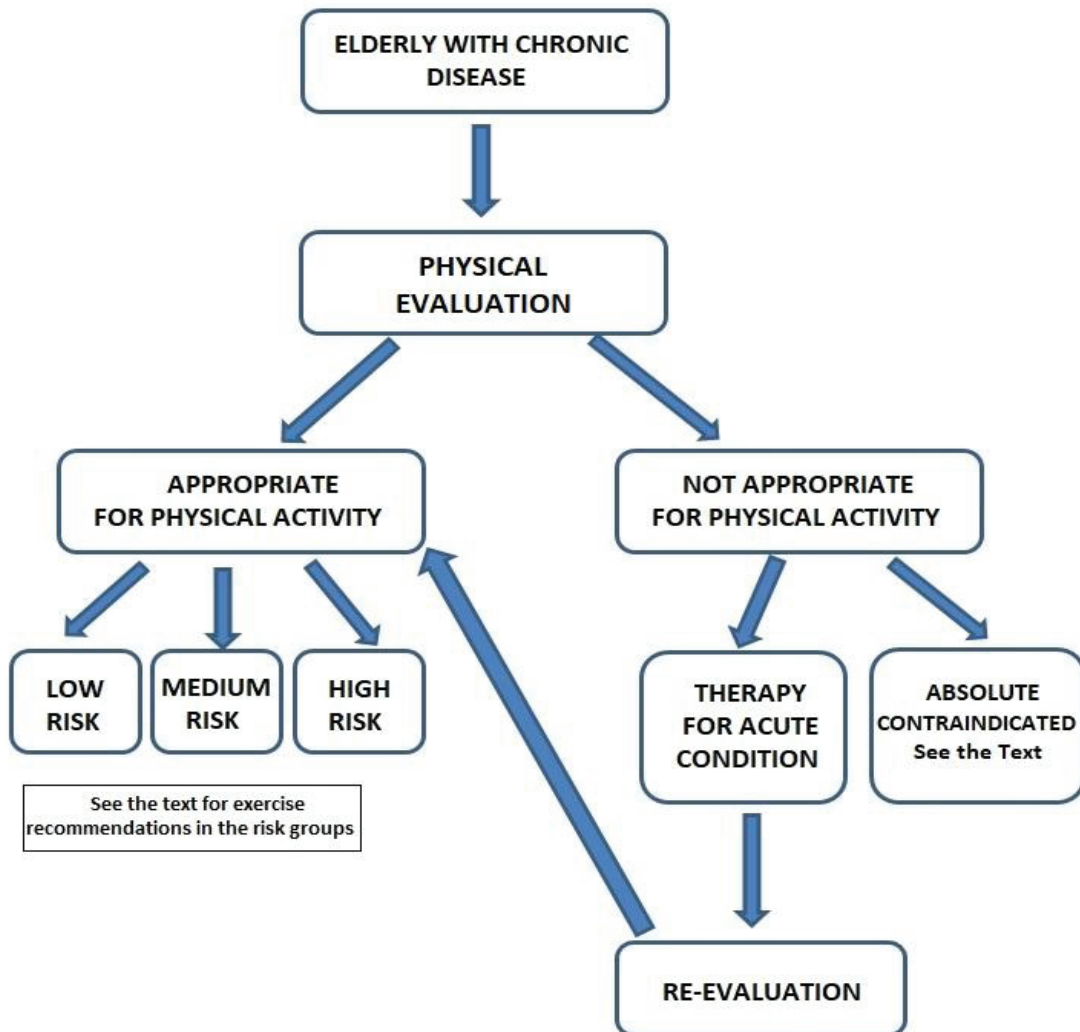 ELDERLY WITH CHRONIC
DISEASE
PHYSICAL
EVALUATION
APPROPRIATE
FOR PHYSICAL ACTIVITY
NOT APPROPRIATE
FOR PHYSICAL ACTIVITY
LOW
RISK
MEDIUM
RISK
HIGH
RISK
THERAPY
FOR ACUTE
CONDITION
ABSOLUTE
CONTRAINDICATED
See the Text
See the text for exercise
recommendations in the risk groups
RE-EVALUATION